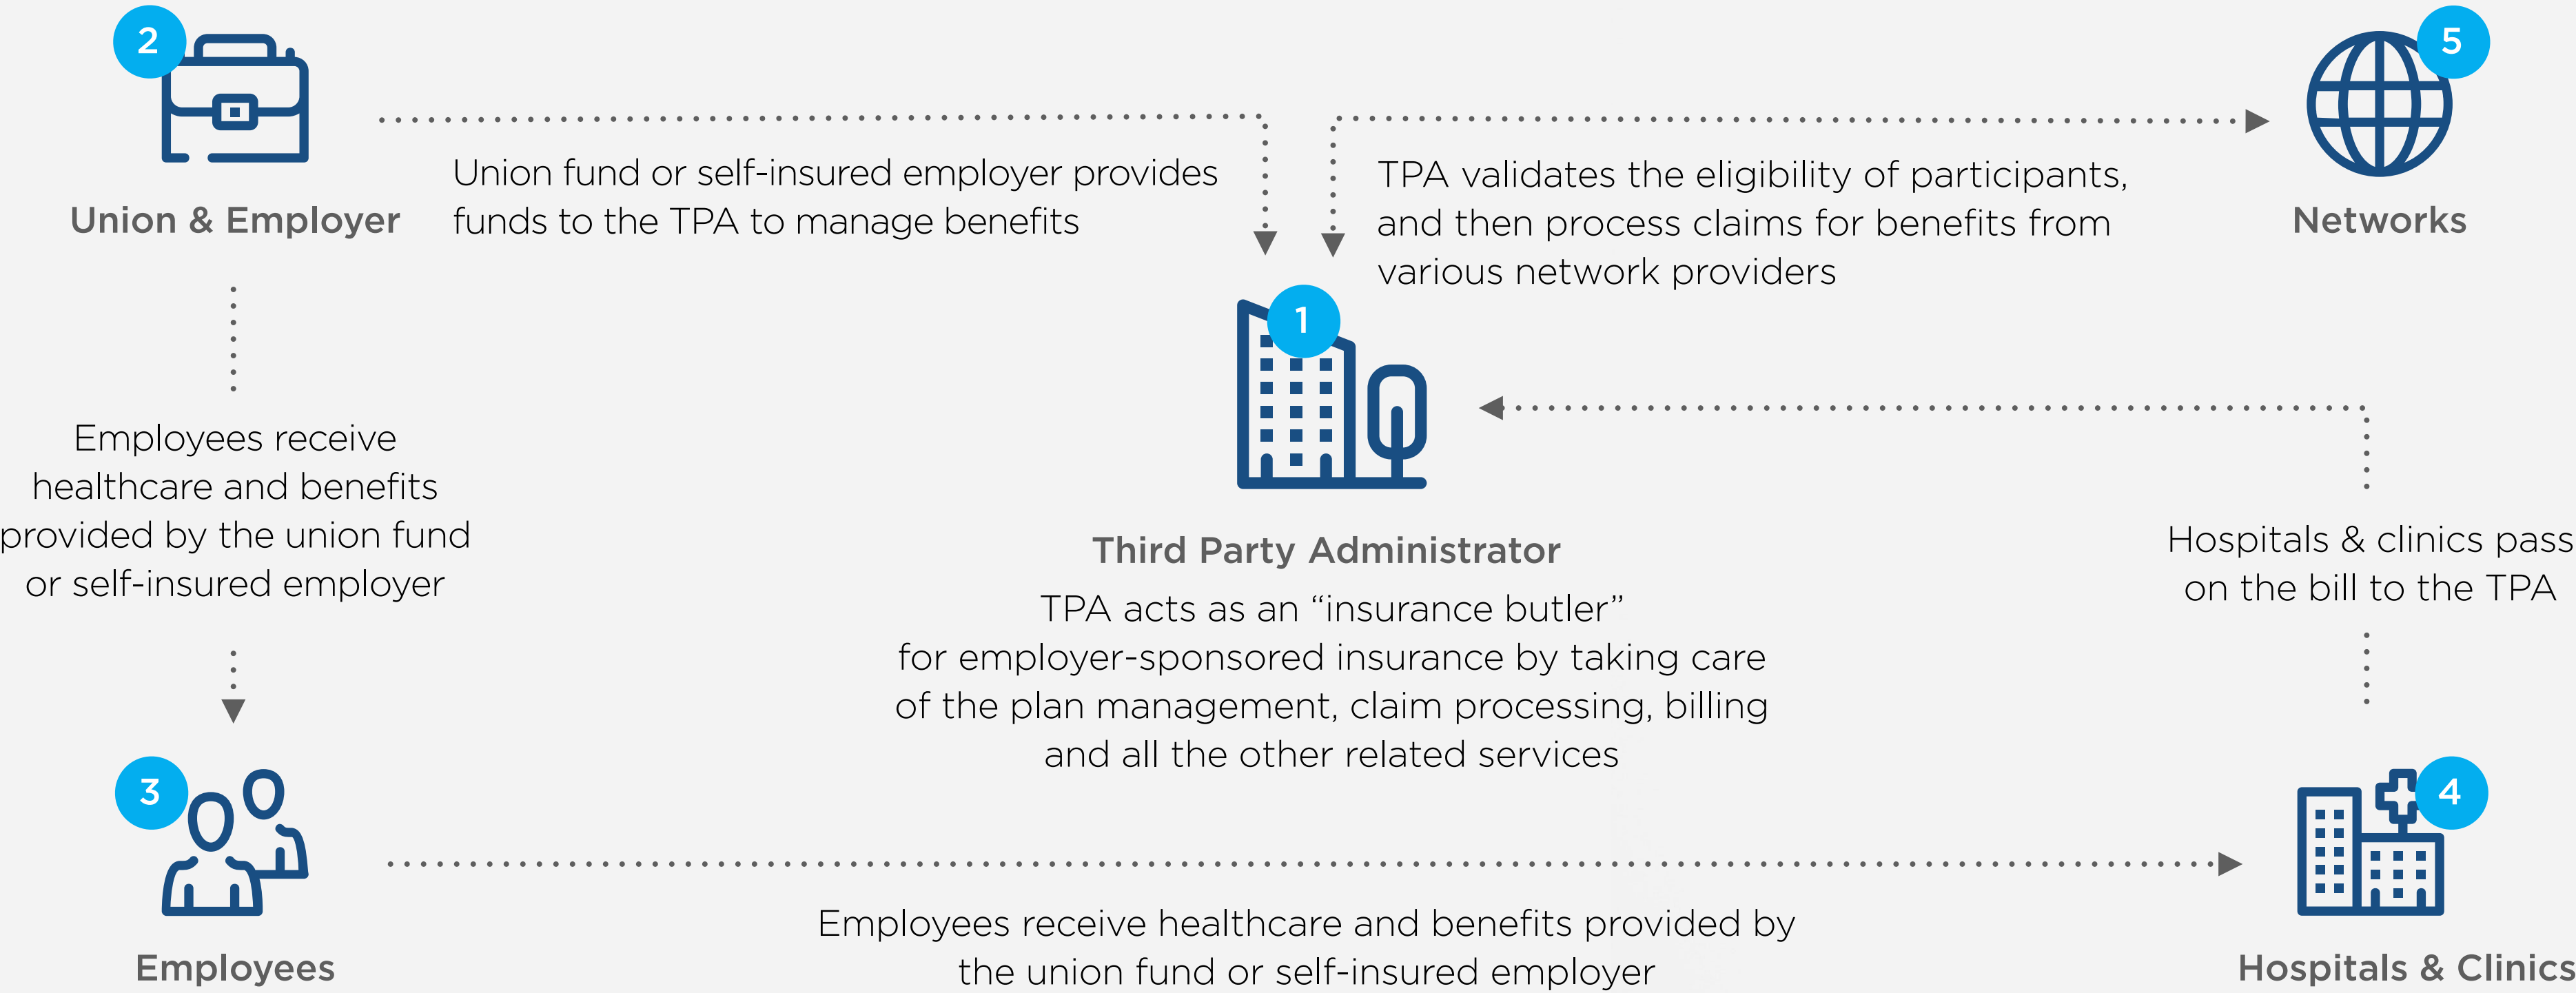 2
Union & Employer
Union fund or self-insured employer provides
funds to the TPA to manage benefits
TPA validates the eligibility of participants,
and then process claims for benefits from
various network providers
5
Networks
1
Third Party Administrator
TPA acts as an “insurance butler”
for employer-sponsored insurance by taking care
of the plan management, claim processing, billing
and all the other related services
Employees receive
healthcare and benefits
provided by the union fund
or self-insured employer
Hospitals & clinics pass
on the bill to the TPA
3
Employees
Employees receive healthcare and benefits provided by
the union fund or self-insured employer
4
Hospitals & Clinics